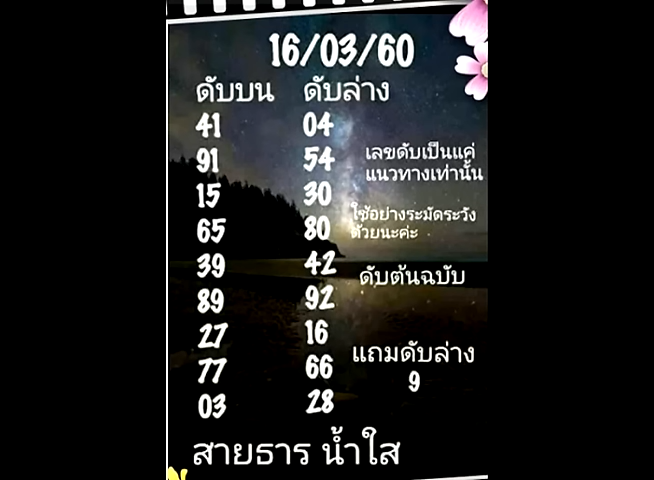 16/03/60
ดับบน ดับล่าง
41 04
91 54
15 30
65 80
39 42
89 92
27 16
77 66
03 28
เลขดับเป็นแค่
แนวทางเท่านั้น
ใช้อย่างระมัดระวัง
ด้วยนะค่ะ
ดับต้นฉบับ
แถมดับล่าง
9
สายธาร น้ำใส